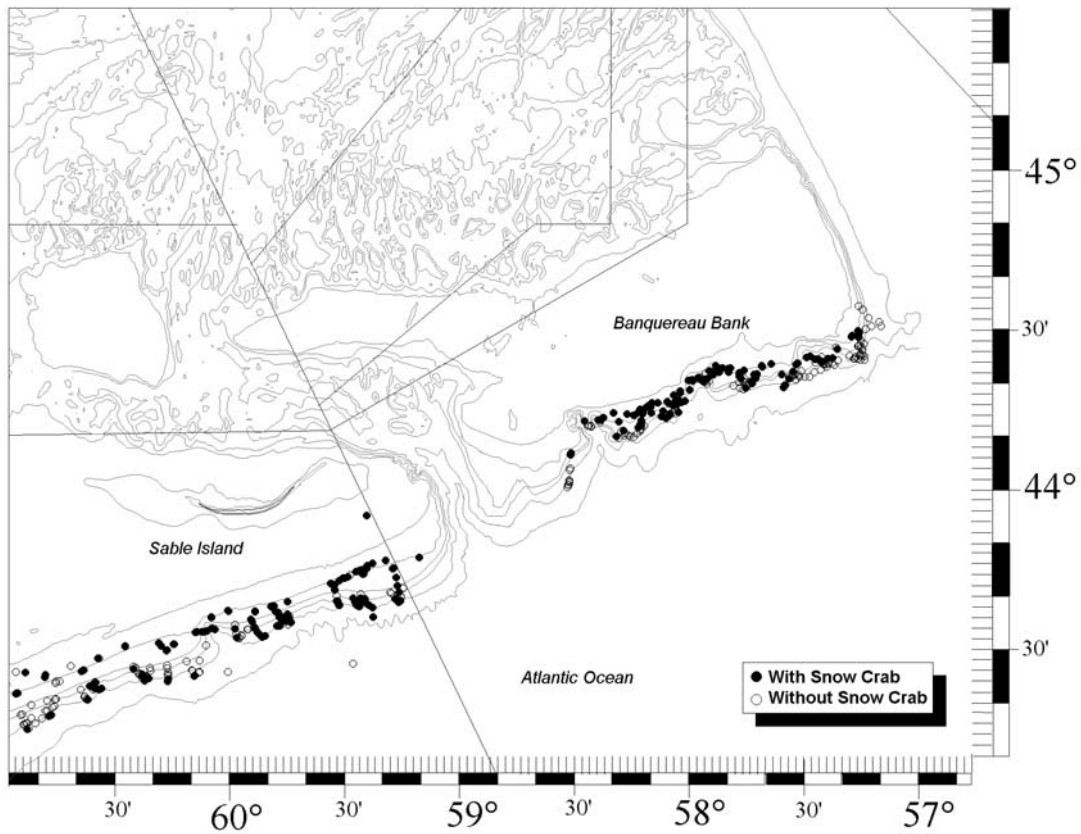 45°
Banquereau Bank
30'
44°
Sable Island
30'
Atlantic Ocean
With Snow Crab
Without Snow Crab
30' 60° 30' 59° 30' 58° 30' 57°